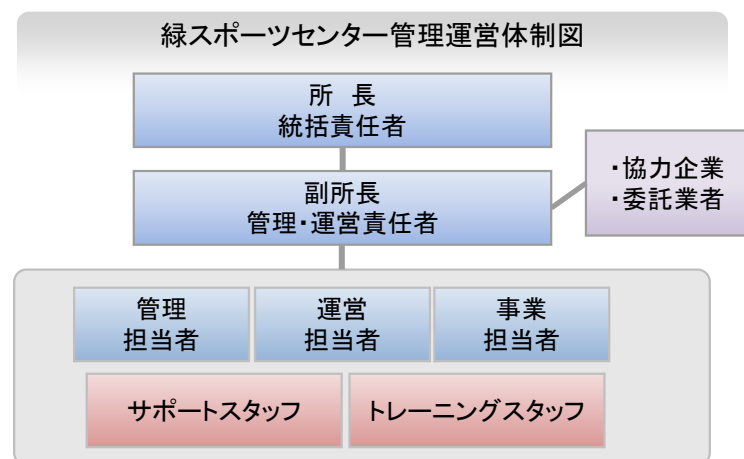 緑スポーツセンター管理運営体制図
所　長
統括責任者
副所長
管理・運営責任者
・協力企業
・委託業者
管理
担当者
運営
担当者
事業
担当者
サポートスタッフ
トレーニングスタッフ